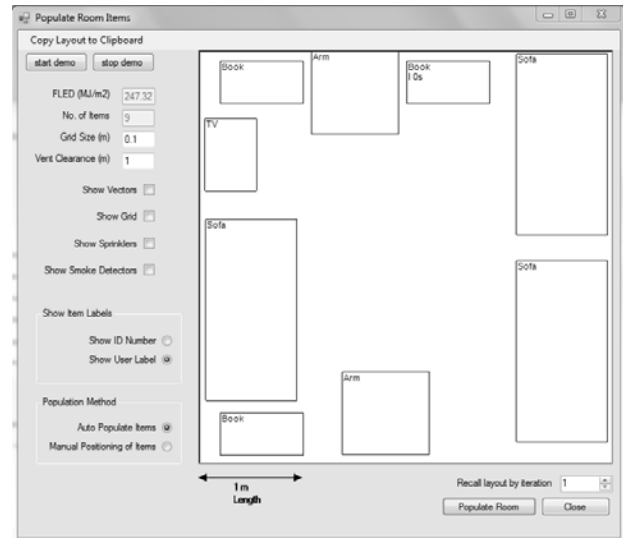 Populate Room Items
Copy Layout to Clipboard
start demo stop demo
FLED (MJ/m2) 247.32
No. of Items 9
Grid Size (m) 0.1
Vent Clearance (m) 1
Show Vectors
Show Grid
Show Sprinklers
Show Smoke Detectors
Show Item Labels
Show ID Number
Show User Label
Population Method
Auto Populate Items
Manual Positioning of Items
Book
Arm
Book
I 0s
Sofa
TV
Sofa
Sofa
Arm
Book
1 m
Length
Recall layout by iteration 1
Populate Room Close